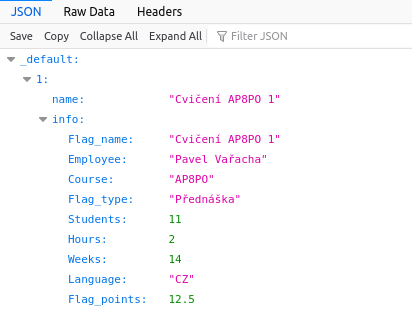 JSON Raw Data Headers
Save Copy Collapse All Expand All Filter JSON
_default:
1:
name: "Cvičení AP8PO 1"
info:
Flag_name: "Cvičení AP8PO 1"
Employee: "Pavel Vařacha"
Course: "AP8PO"
Flag_type: "Přednáška"
Students: 11
Hours: 2
Weeks: 14
Language: "CZ"
Flag_points: 12.5